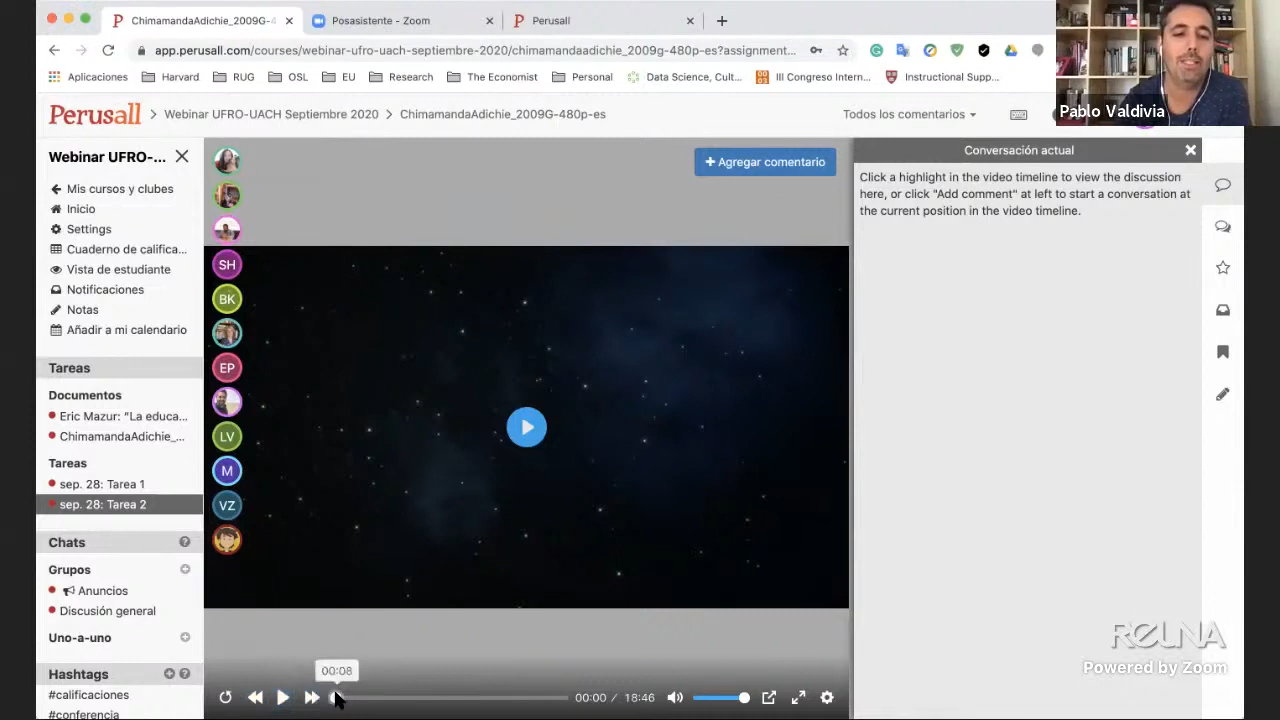 ChimamandaAdichie_2009G-4
Posasistente - Zoom
Perusall
app.perusall.com/courses/webinar-ufro-uach-septiembre-2020/chimamandaadichie_2009g-480p-es?assignment...
Aplicaciones
Harvard
RUG
OSL
EU
Research
The Economist
Personal
Data Science, Cult...
III Congreso Intern...
Instructional Supp...
Pablo Valdivia
Perusall
Webinar UFRO-UACH Septiembre 2020
ChimamandaAdichie_2009G-480p-es
Todos los comentarios
Webinar UFRO-...
Mis cursos y clubes
Inicio
Settings
Cuaderno de califica...
Vista de estudiante
Notificaciones
Notas
Añadir a mi calendario
Tareas
Documentos
Eric Mazur: "La educa...
ChimamandaAdichie_...
Tareas
sep. 28: Tarea 1
sep. 28: Tarea 2
Chats
Grupos
Anuncios
Discusión general
Uno-a-uno
Hashtags
#calificaciones
#conferencia
SH
BK
EP
LV
M
VZ
Agregar comentario
00:08
00:00 / 18:46
Conversación actual
Click a highlight in the video timeline to view the discussion
here, or click "Add comment" at left to start a conversation at
the current position in the video timeline.
REUNA
Powered by Zoom